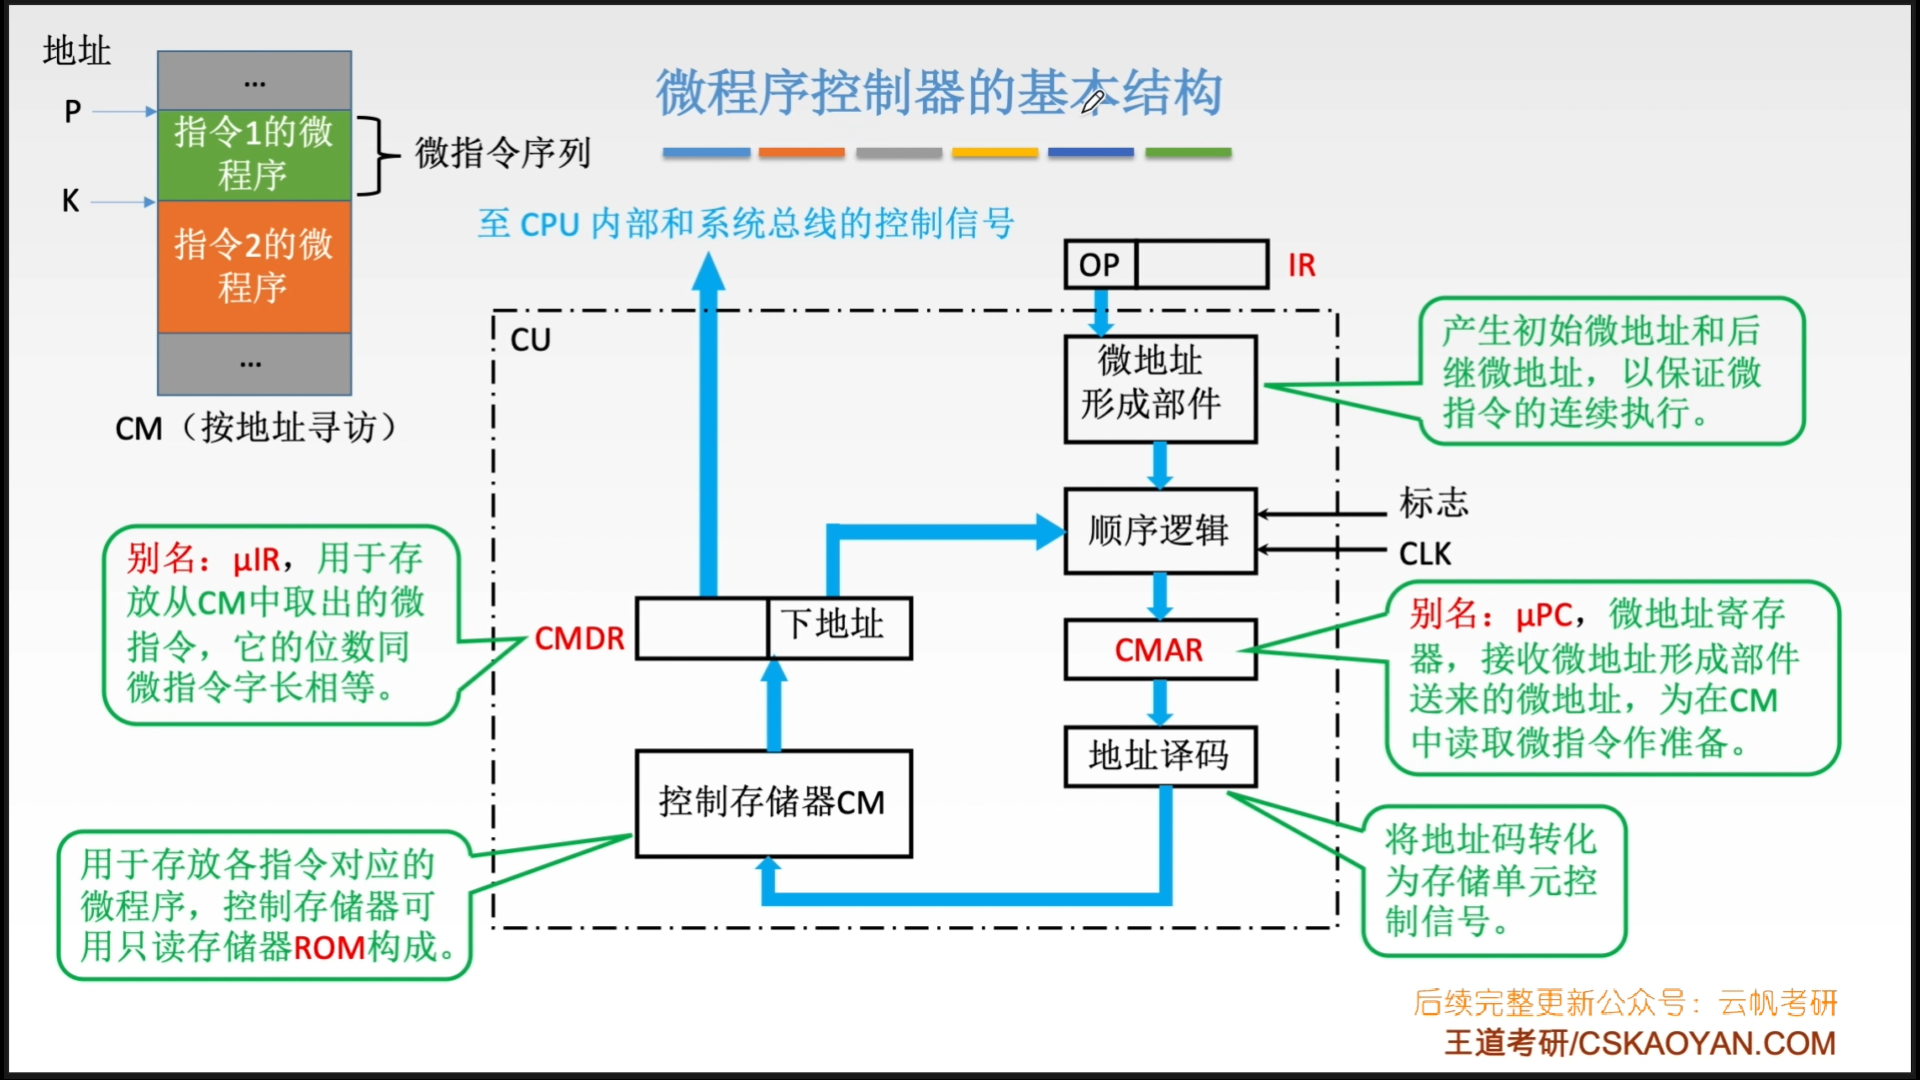 微程序控制器的基本结构
地址
...
P
指令1的微
程序
微指令序列
K
指令2的微
程序
...
CM（按地址寻访）
至 CPU 内部和系统总线的控制信号
OP
IR
CU
微地址
形成部件
产生初始微地址和后
继微地址，以保证微
指令的连续执行。
顺序逻辑
标志
CLK
别名：μIR，用于存
放从CM中取出的微
指令，它的位数同
微指令字长相等。
CMDR
下地址
CMAR
别名：μPC，微地址寄存
器，接收微地址形成部件
送来的微地址，为在CM
中读取微指令作准备。
地址译码
控制存储器CM
将地址码转化
为存储单元控
制信号。
用于存放各指令对应的
微程序，控制存储器可
用只读存储器ROM构成。
后续完整更新公众号：云帆考研
王道考研/CSKAOYAN.COM